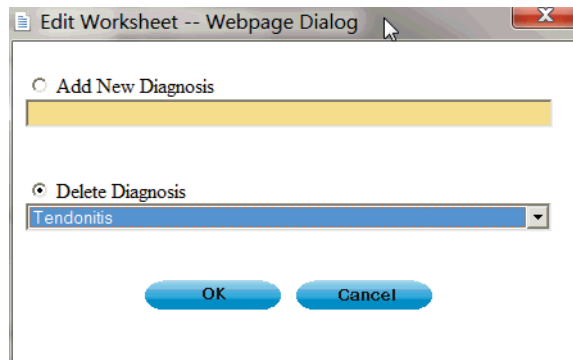 Edit Worksheet -- Webpage Dialog
X
Add New Diagnosis
Delete Diagnosis
Tendonitis
OK Cancel